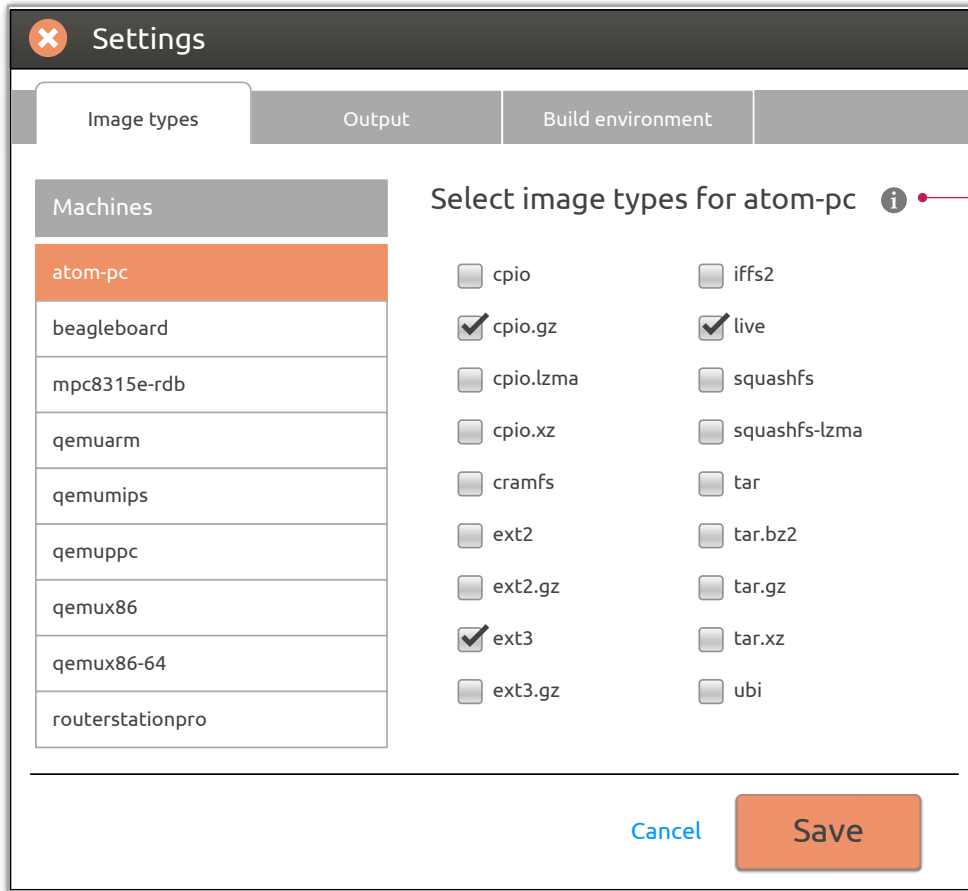 Settings
Image types
Output
Build environment
Machines
atom-pc
beagleboard
mpc8315e-rdb
qemuarm
qemumips
qemuppc
qemux86
qemux86-64
routerstationpro
Select image types for atom-pc
cpio
cpio.gz
cpio.lzma
cpio.xz
cramfs
ext2
ext2.gz
ext3
ext3.gz
iffs2
live
squashfs
squashfs-lzma
tar
tar.bz2
tar.gz
tar.xz
ubi
Cancel
Save